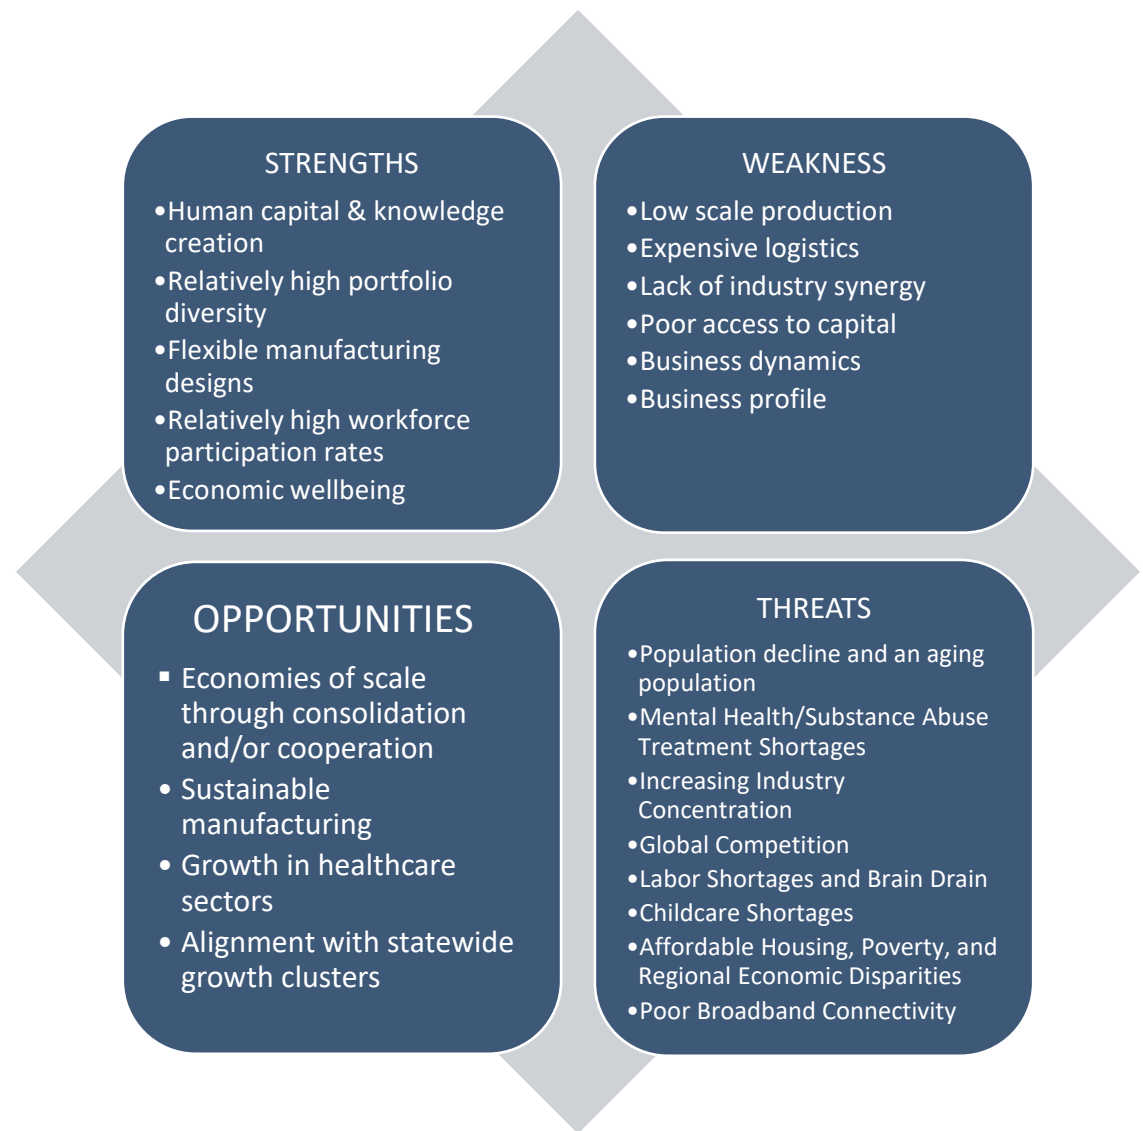 STRENGTHS
•Human capital & knowledge
creation
•Relatively high portfolio
diversity
•Flexible manufacturing
designs
•Relatively high workforce
participation rates
•Economic wellbeing
WEAKNESS
•Low scale production
•Expensive logistics
•Lack of industry synergy
•Poor access to capital
•Business dynamics
•Business profile
OPPORTUNITIES
▪ Economies of scale
through consolidation
and/or cooperation
• Sustainable
manufacturing
• Growth in healthcare
sectors
• Alignment with statewide
growth clusters
THREATS
•Population decline and an aging
population
•Mental Health/Substance Abuse
Treatment Shortages
•Increasing Industry
Concentration
•Global Competition
•Labor Shortages and Brain Drain
•Childcare Shortages
•Affordable Housing, Poverty, and
Regional Economic Disparities
•Poor Broadband Connectivity